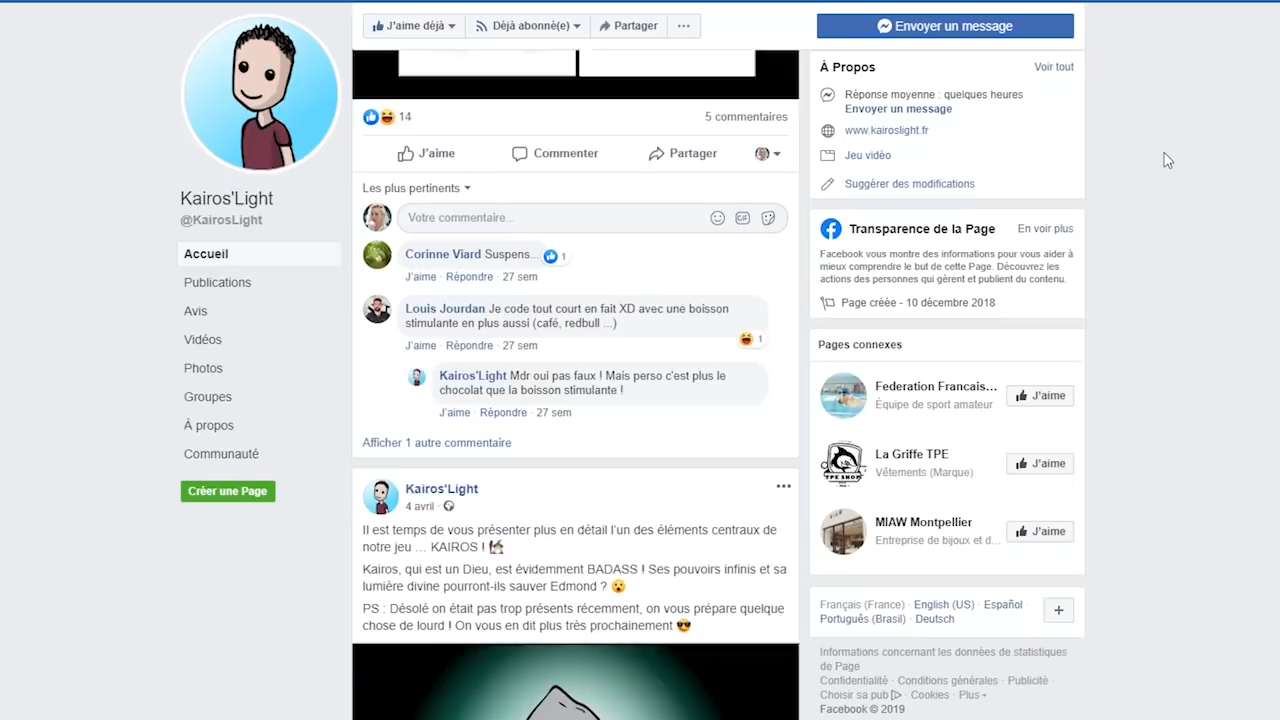 J'aime déjà
Déjà abonné(e)
Partager
Envoyer un message
Kairos'Light
@KairosLight
Accueil
Publications
Avis
Vidéos
Photos
Groupes
À propos
Communauté
Créer une Page
14
5 commentaires
J'aime
Commenter
Partager
Les plus pertinents
Votre commentaire...
GIF
Corinne Viard Suspens...
1
J'aime · Répondre · 27 sem
Louis Jourdan Je code tout court en fait XD avec une boisson
stimulante en plus aussi (café, redbull ...)
1
J'aime · Répondre · 27 sem
Kairos'Light Mdr oui pas faux ! Mais perso c'est plus le
chocolat que la boisson stimulante !
J'aime · Répondre · 27 sem
Afficher 1 autre commentaire
Kairos'Light
4 avril ·
Il est temps de vous présenter plus en détail l'un des éléments centraux de
notre jeu ... KAIROS !
Kairos, qui est un Dieu, est évidemment BADASS ! Ses pouvoirs infinis et sa
lumière divine pourront-ils sauver Edmond ? 😮
PS : Désolé on était pas trop présents récemment, on vous prépare quelque
chose de lourd ! On vous en dit plus très prochainement 😎
À Propos
Voir tout
Réponse moyenne : quelques heures
Envoyer un message
www.kairoslight.fr
Jeu vidéo
Suggérer des modifications
Transparence de la Page
En voir plus
Facebook vous montre des informations pour vous aider à
mieux comprendre le but de cette Page. Découvrez les
actions des personnes qui gèrent et publient du contenu.
Page créée - 10 décembre 2018
Pages connexes
Federation Francais...
Équipe de sport amateur
J'aime
La Griffe TPE
Vêtements (Marque)
J'aime
TPE SHOP
MIAW Montpellier
Entreprise de bijoux et d...
J'aime
Français (France) · English (US) · Español ·
Português (Brasil) · Deutsch
Informations concernant les données de statistiques
de Page
Confidentialité · Conditions générales · Publicité ·
Choisir sa pub · Cookies · Plus
Facebook © 2019